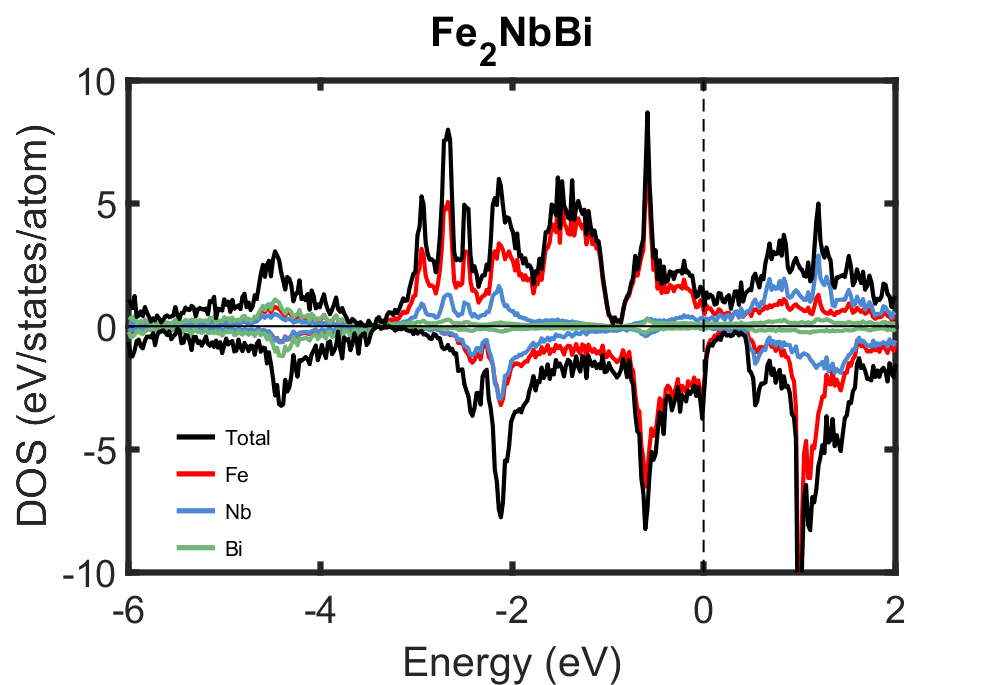 Fe₂NbBi
DOS (eV/states/atom)
10
5
0
-5
-10
Total
Fe
Nb
Bi
-6 -4 -2 0 2
Energy (eV)